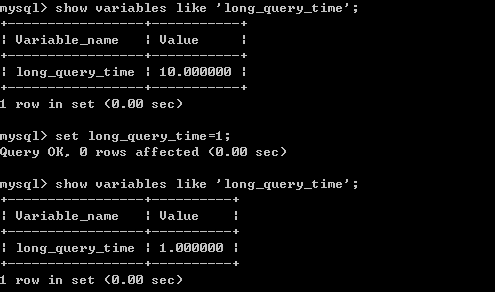 mysql> show variables like 'long_query_time';
+-----------------+-----------+
| Variable_name   | Value     |
+-----------------+-----------+
| long_query_time | 10.000000 |
+-----------------+-----------+
1 row in set (0.00 sec)
mysql> set long_query_time=1;
Query OK, 0 rows affected (0.00 sec)
mysql> show variables like 'long_query_time';
+-----------------+----------+
| Variable_name   | Value    |
+-----------------+----------+
| long_query_time | 1.000000 |
+-----------------+----------+
1 row in set (0.00 sec)